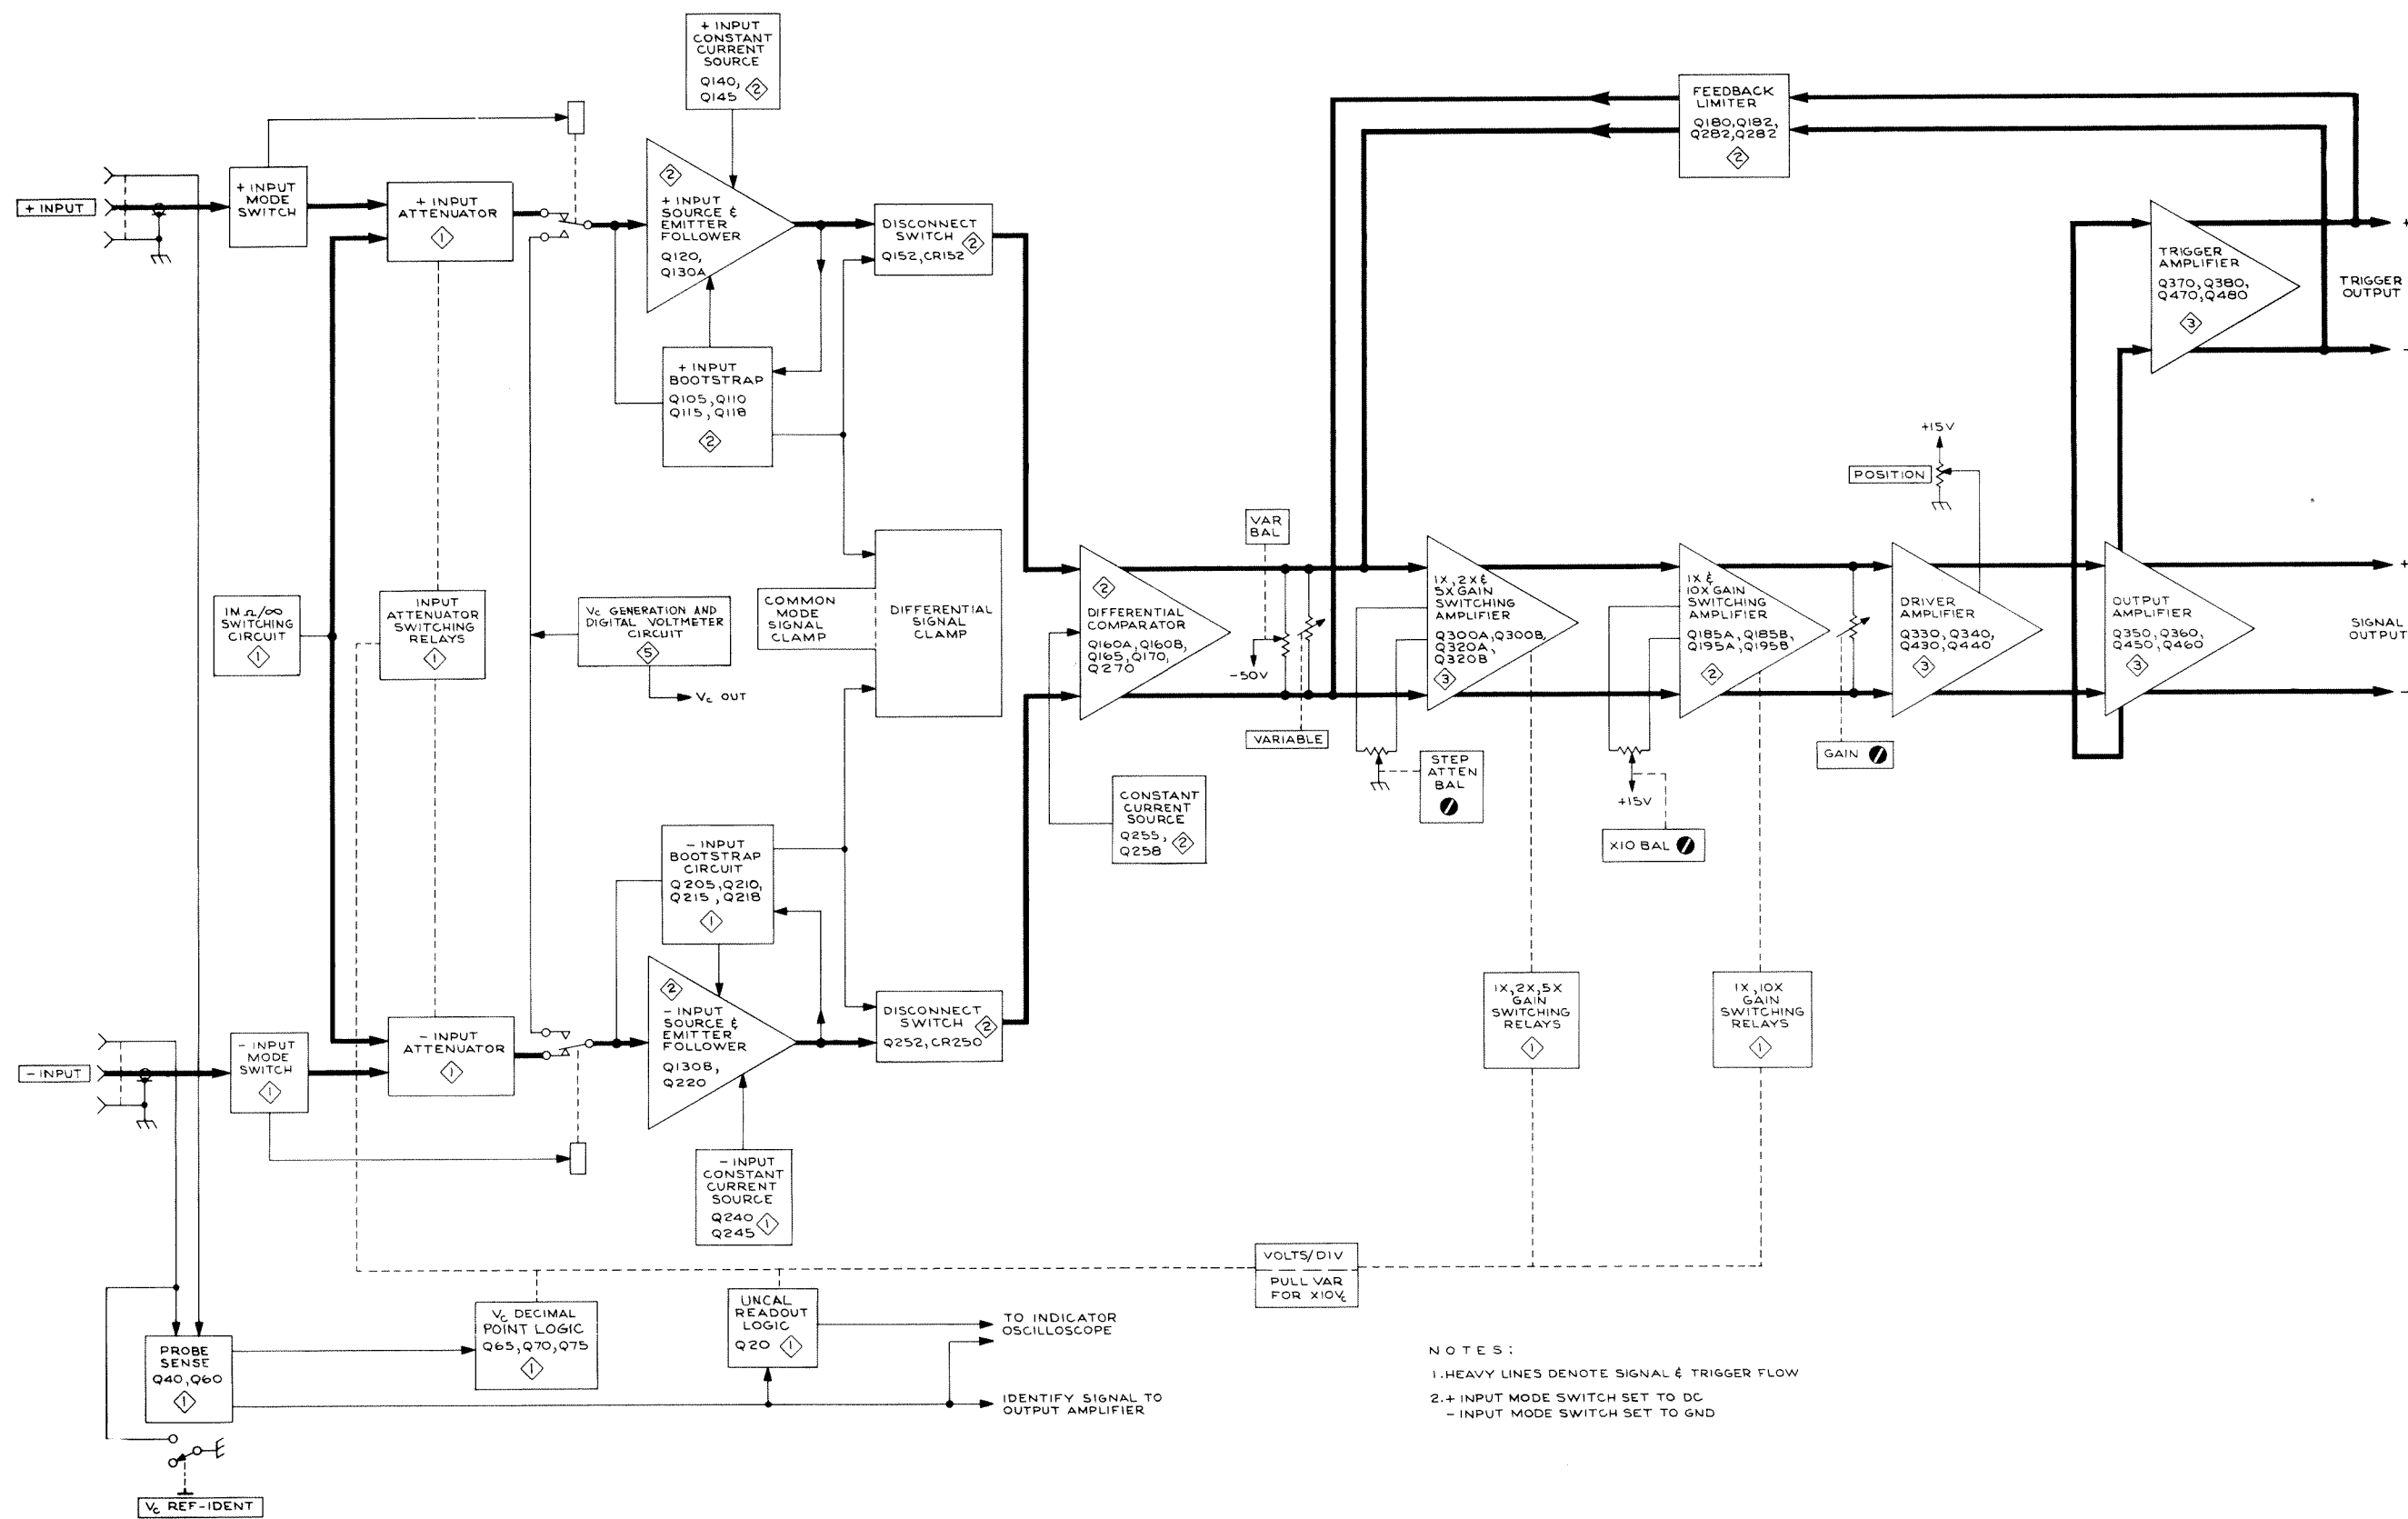 + INPUT
CONSTANT
CURRENT
SOURCE
Q140,
Q145
2
FEEDBACK
LIMITER
Q180,Q182,
Q282,Q282
2
+ INPUT
+ INPUT
MODE
SWITCH
+ INPUT
ATTENUATOR
1
2
+ INPUT
SOURCE &
EMITTER
FOLLOWER
Q120,
Q130A
DISCONNECT
SWITCH
2
Q152,CR152
TRIGGER
AMPLIFIER
Q370,Q380,
Q470,Q480
3
+
TRIGGER
OUTPUT
-
+ INPUT
BOOTSTRAP
Q105,Q110
Q115,Q118
2
+15V
POSITION
VAR
BAL
-50V
VARIABLE
1M Ω/∞
SWITCHING
CIRCUIT
1
INPUT
ATTENUATOR
SWITCHING
RELAYS
1
Vc GENERATION AND
DIGITAL VOLTMETER
CIRCUIT
5
Vc OUT
COMMON
MODE
SIGNAL
CLAMP
DIFFERENTIAL
SIGNAL
CLAMP
2
DIFFERENTIAL
COMPARATOR
Q160A,Q160B,
Q165,Q170,
Q270
1X,2X &
5X GAIN
SWITCHING
AMPLIFIER
Q300A,Q300B,
Q320A,
Q320B
3
1X &
10X GAIN
SWITCHING
AMPLIFIER
Q185A,Q185B,
Q195A,Q195B
2
DRIVER
AMPLIFIER
Q330,Q340,
Q430,Q440
3
OUTPUT
AMPLIFIER
Q350,Q360,
Q450,Q460
3
+
SIGNAL
OUTPUT
-
STEP
ATTEN
BAL
+15V
X10 BAL
GAIN
CONSTANT
CURRENT
SOURCE
Q255,
Q258
2
- INPUT
BOOTSTRAP
CIRCUIT
Q205,Q210,
Q215,Q218
1
- INPUT
- INPUT
MODE
SWITCH
1
- INPUT
ATTENUATOR
1
2
- INPUT
SOURCE &
EMITTER
FOLLOWER
Q130B,
Q220
DISCONNECT
SWITCH
2
Q252,CR250
1X,2X,5X
GAIN
SWITCHING
RELAYS
1
1X,10X
GAIN
SWITCHING
RELAYS
1
- INPUT
CONSTANT
CURRENT
SOURCE
Q240
Q245
1
VOLTS/DIV
PULL VAR
FOR X10Vc
PROBE
SENSE
Q40,Q60
1
Vc DECIMAL
POINT LOGIC
Q65,Q70,Q75
1
UNCAL
READOUT
LOGIC
Q20
1
TO INDICATOR
OSCILLOSCOPE
IDENTIFY SIGNAL TO
OUTPUT AMPLIFIER
Vc REF-IDENT
NOTES:
1.HEAVY LINES DENOTE SIGNAL & TRIGGER FLOW
2.+ INPUT MODE SWITCH SET TO DC
- INPUT MODE SWITCH SET TO GND